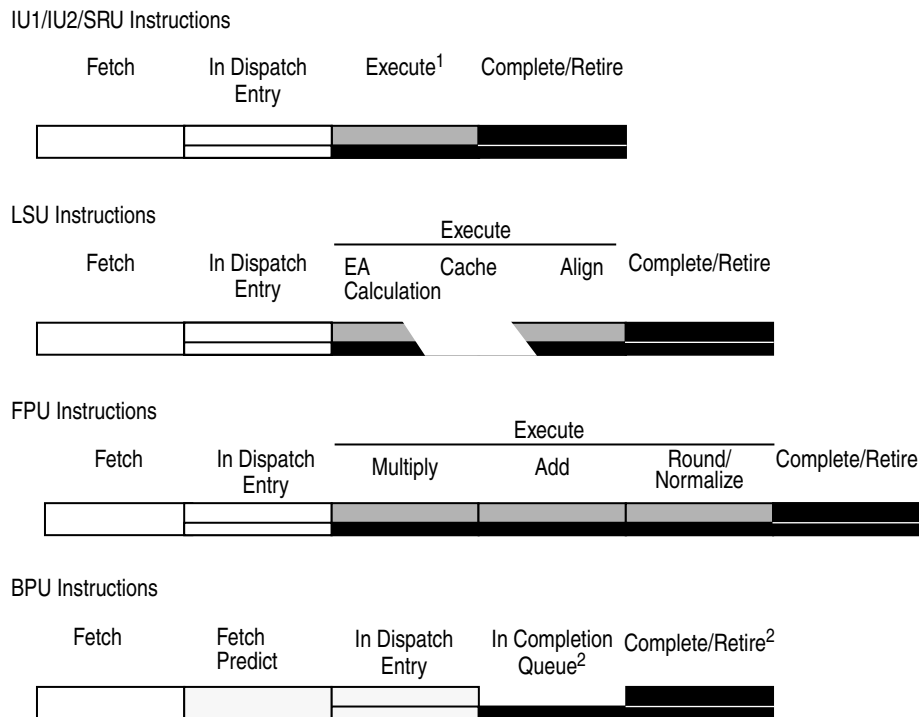 IU1/IU2/SRU Instructions
Fetch In Dispatch Execute1 Complete/Retire
Entry
LSU Instructions
Execute
Fetch In Dispatch EA Cache Align Complete/Retire
Entry Calculation
FPU Instructions
Execute
Fetch In Dispatch Multiply Add Round/ Complete/Retire
Entry Normalize
BPU Instructions
Fetch Fetch In Dispatch In Completion Complete/Retire2
Predict Entry Queue2